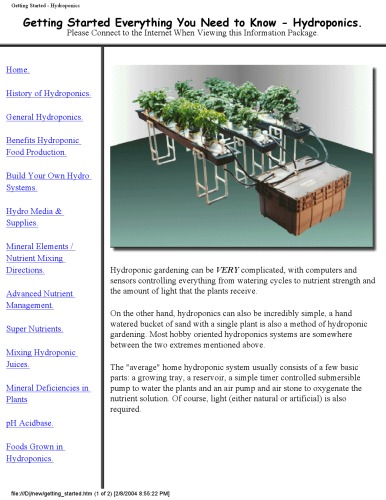 Getting Started - Hydroponics
Getting Started Everything You Need to Know - Hydroponics.
Please Connect to the Internet When Viewing this Information Package.
Home.
History of Hydroponics.
General Hydroponics.
Benefits Hydroponic
Food Production.
Build Your Own Hydro
Systems.
Hydro Media &
Supplies.
Mineral Elements /
Nutrient Mixing
Directions.
Advanced Nutrient
Management.
Super Nutrients.
Mixing Hydroponic
Juices.
Mineral Deficiencies in
Plants
pH Acidbase.
Foods Grown in
Hydroponics.
Hydroponic gardening can be VERY complicated, with computers and
sensors controlling everything from watering cycles to nutrient strength and
the amount of light that the plants receive.
On the other hand, hydroponics can also be incredibly simple, a hand
watered bucket of sand with a single plant is also a method of hydroponic
gardening. Most hobby oriented hydroponics systems are somewhere
between the two extremes mentioned above.
The "average" home hydroponic system usually consists of a few basic
parts: a growing tray, a reservoir, a simple timer controlled submersible
pump to water the plants and an air pump and air stone to oxygenate the
nutrient solution. Of course, light (either natural or artificial) is also
required.
file:///D|/new/getting_started.htm (1 of 2) [2/8/2004 8:55:22 PM]